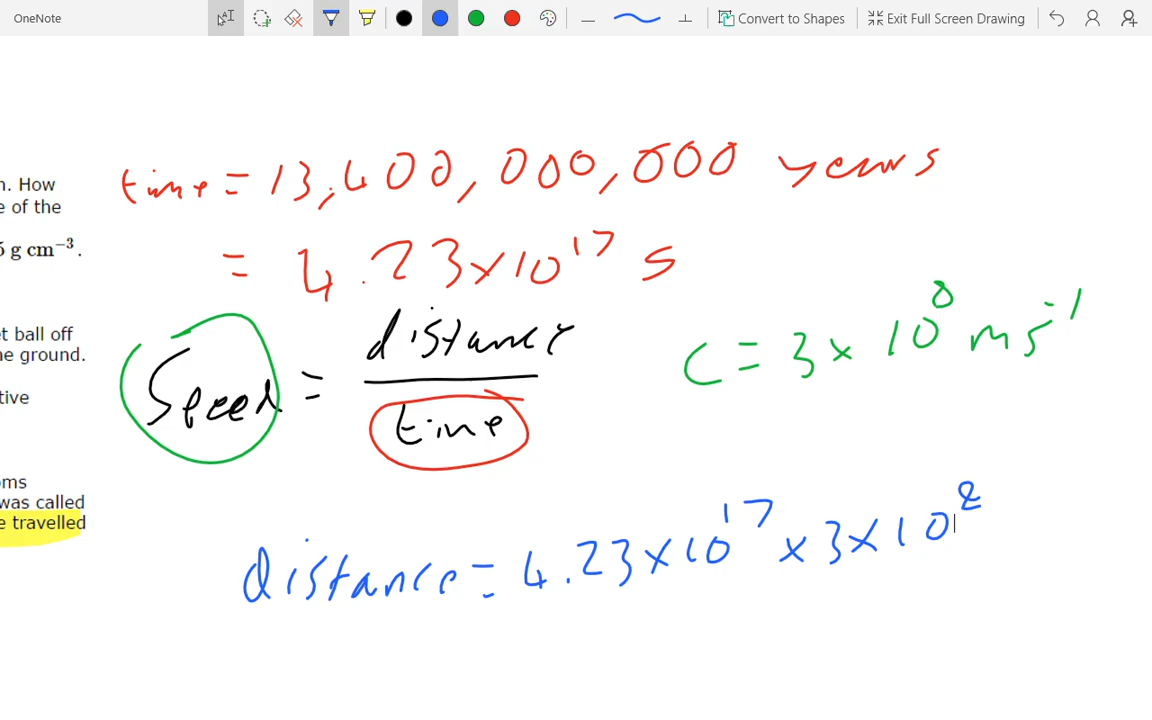 OneNote
Convert to Shapes
Exit Full Screen Drawing
n. How
e of the
5 g cm⁻³.
t ball off
e ground.
tive
oms
was called
e travelled
time = 13,400,000,000 years
= 4.23×10¹⁷ s
Speed = distance
time
c = 3 × 10⁸ ms⁻¹
distance = 4.23×10¹⁷ × 3×10⁸